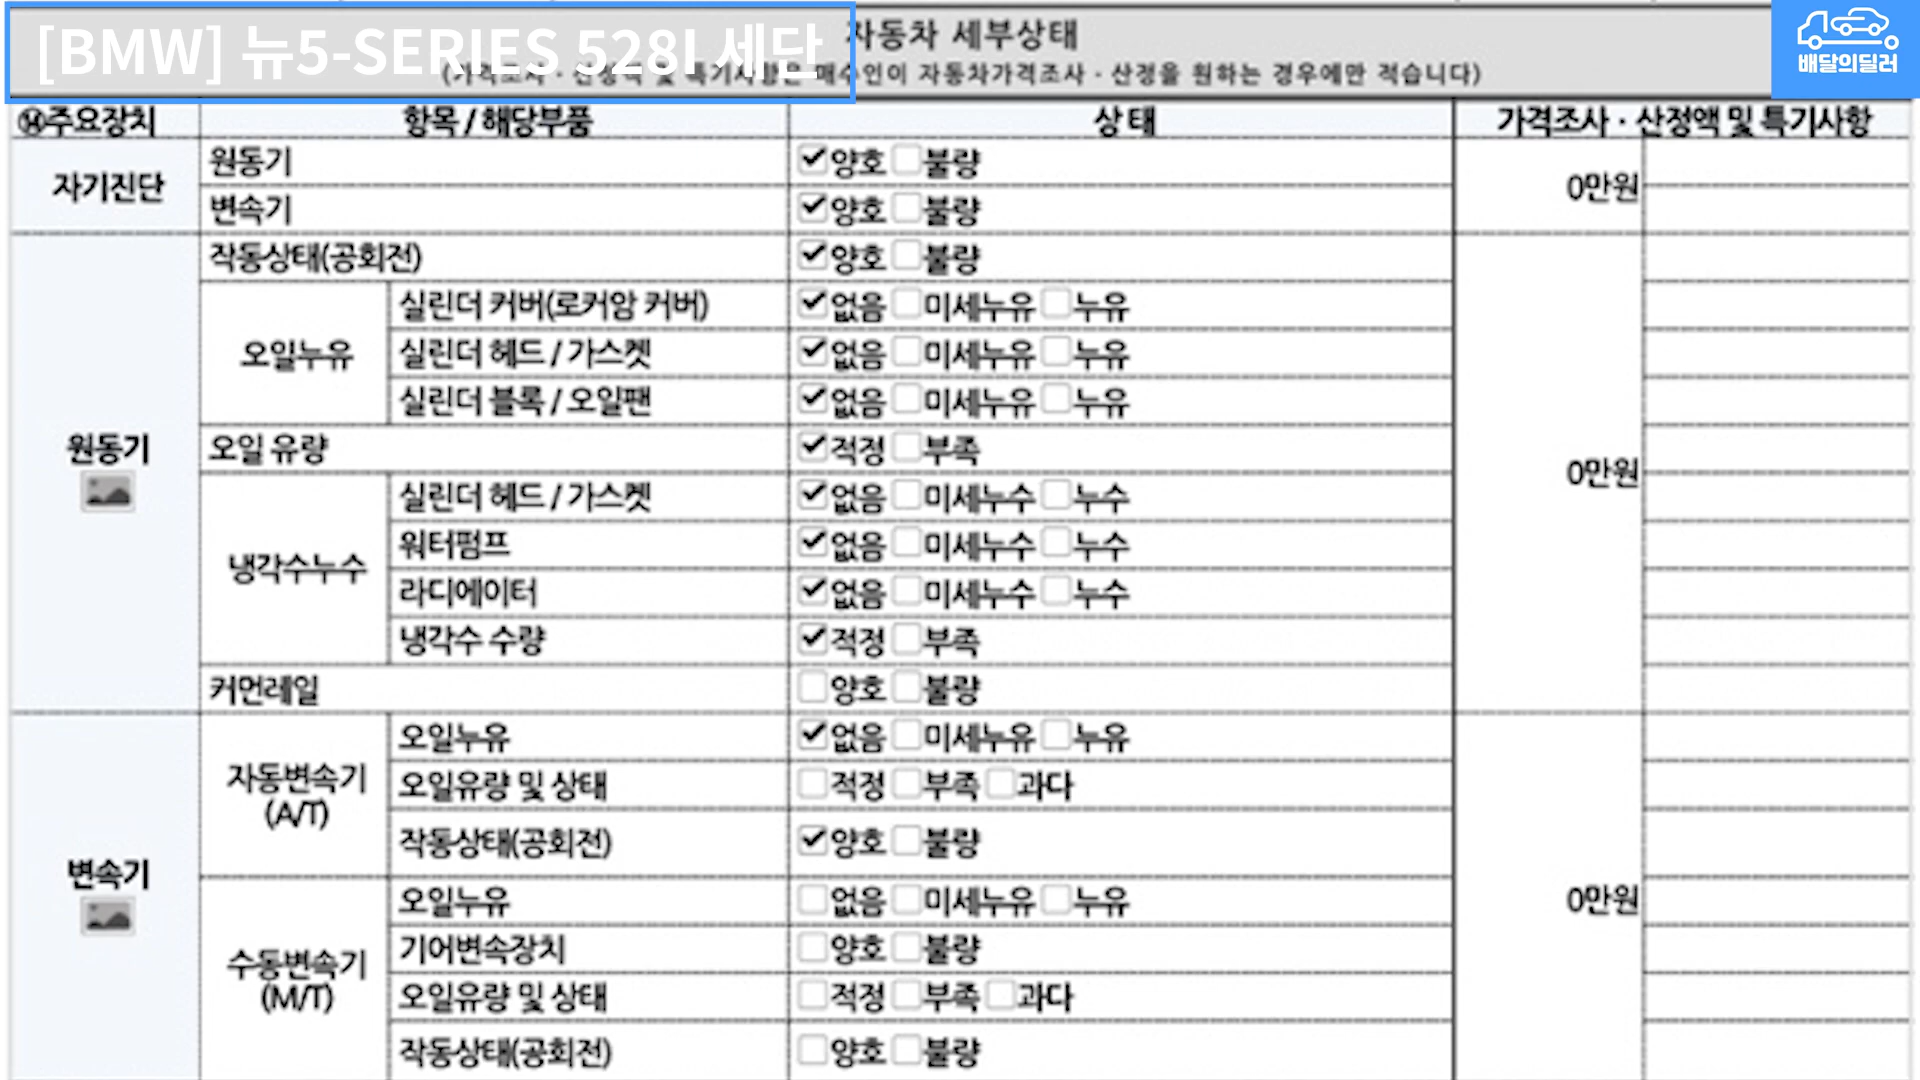 [BMW] 뉴5-SERIES 528I 세단
자동차 세부상태
(가격조사 · 산정액 및 특기사항은 매수인이 자동차가격조사 · 산정을 원하는 경우에만 적습니다)
배달의딜러
⑭주요장치 항목 / 해당부품 상 태 가격조사 · 산정액 및 특기사항
자기진단 원동기 양호 불량 0만원
변속기 양호 불량
원동기 작동상태(공회전) 양호 불량 0만원
오일누유 실린더 커버(로커암 커버) 없음 미세누유 누유
실린더 헤드 / 가스켓 없음 미세누유 누유
실린더 블록 / 오일팬 없음 미세누유 누유
오일 유량 적정 부족
냉각수누수 실린더 헤드 / 가스켓 없음 미세누수 누수
워터펌프 없음 미세누수 누수
라디에이터 없음 미세누수 누수
냉각수 수량 적정 부족
커먼레일 양호 불량
변속기 자동변속기 (A/T) 오일누유 없음 미세누유 누유 0만원
오일유량 및 상태 적정 부족 과다
작동상태(공회전) 양호 불량
수동변속기 (M/T) 오일누유 없음 미세누유 누유
기어변속장치 양호 불량
오일유량 및 상태 적정 부족 과다
작동상태(공회전) 양호 불량